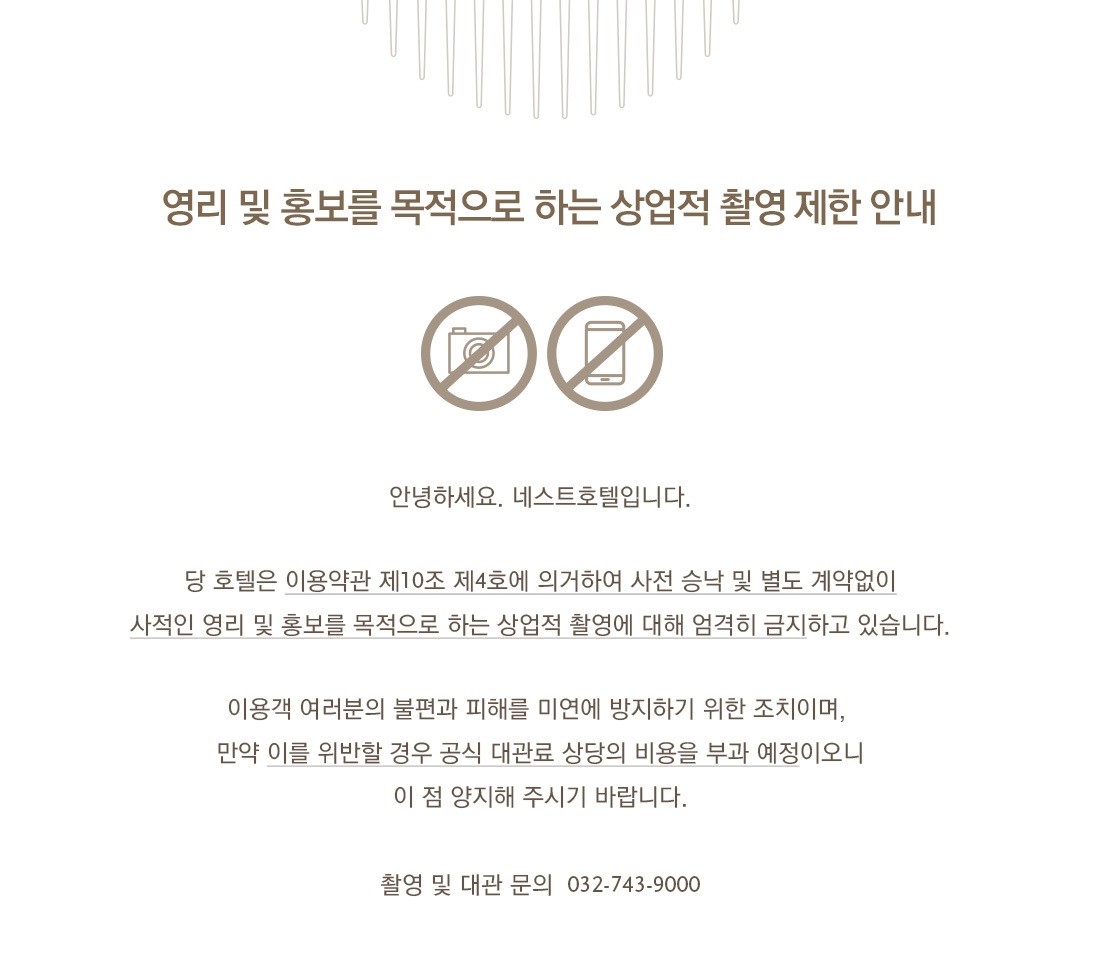 영리 및 홍보를 목적으로 하는 상업적 촬영 제한 안내
안녕하세요. 네스트호텔입니다.
당 호텔은 이용약관 제10조 제4호에 의거하여 사전 승낙 및 별도 계약없이
사적인 영리 및 홍보를 목적으로 하는 상업적 촬영에 대해 엄격히 금지하고 있습니다.
이용객 여러분의 불편과 피해를 미연에 방지하기 위한 조치이며,
만약 이를 위반할 경우 공식 대관료 상당의 비용을 부과 예정이오니
이 점 양지해 주시기 바랍니다.
촬영 및 대관 문의 032-743-9000